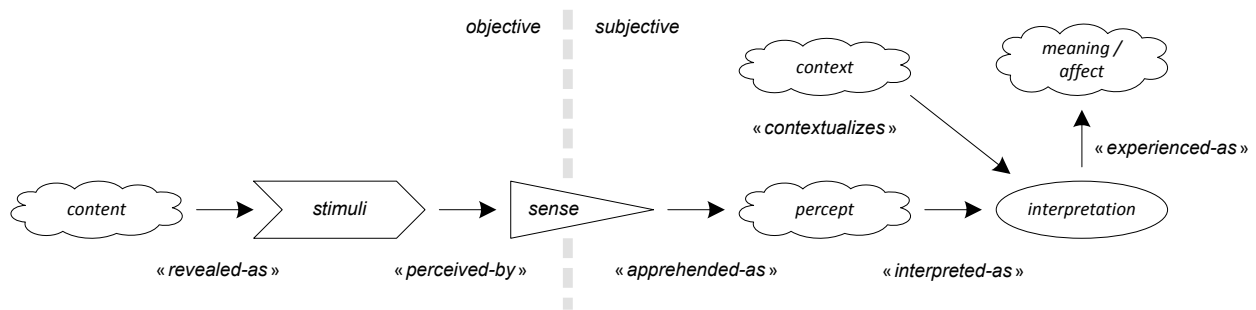 objective
subjective
context
meaning /
affect
«contextualizes»
«experienced-as»
content
stimuli
sense
percept
interpretation
«revealed-as»
«perceived-by»
«apprehended-as»
«interpreted-as»